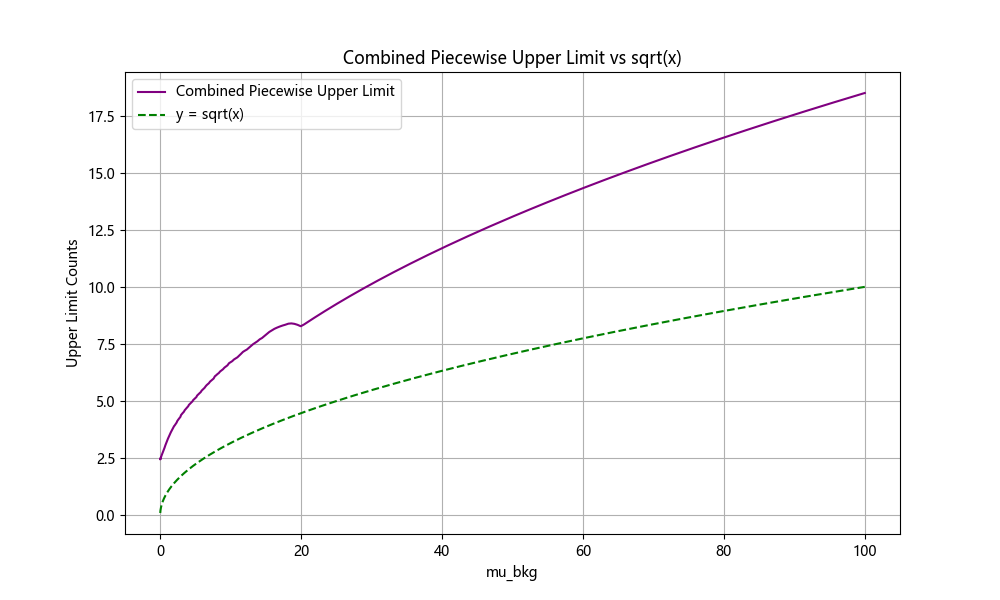 Combined Piecewise Upper Limit vs sqrt(x)
Combined Piecewise Upper Limit
y = sqrt(x)
Upper Limit Counts
17.5
15.0
12.5
10.0
7.5
5.0
2.5
0.0
0 20 40 60 80 100
mu_bkg